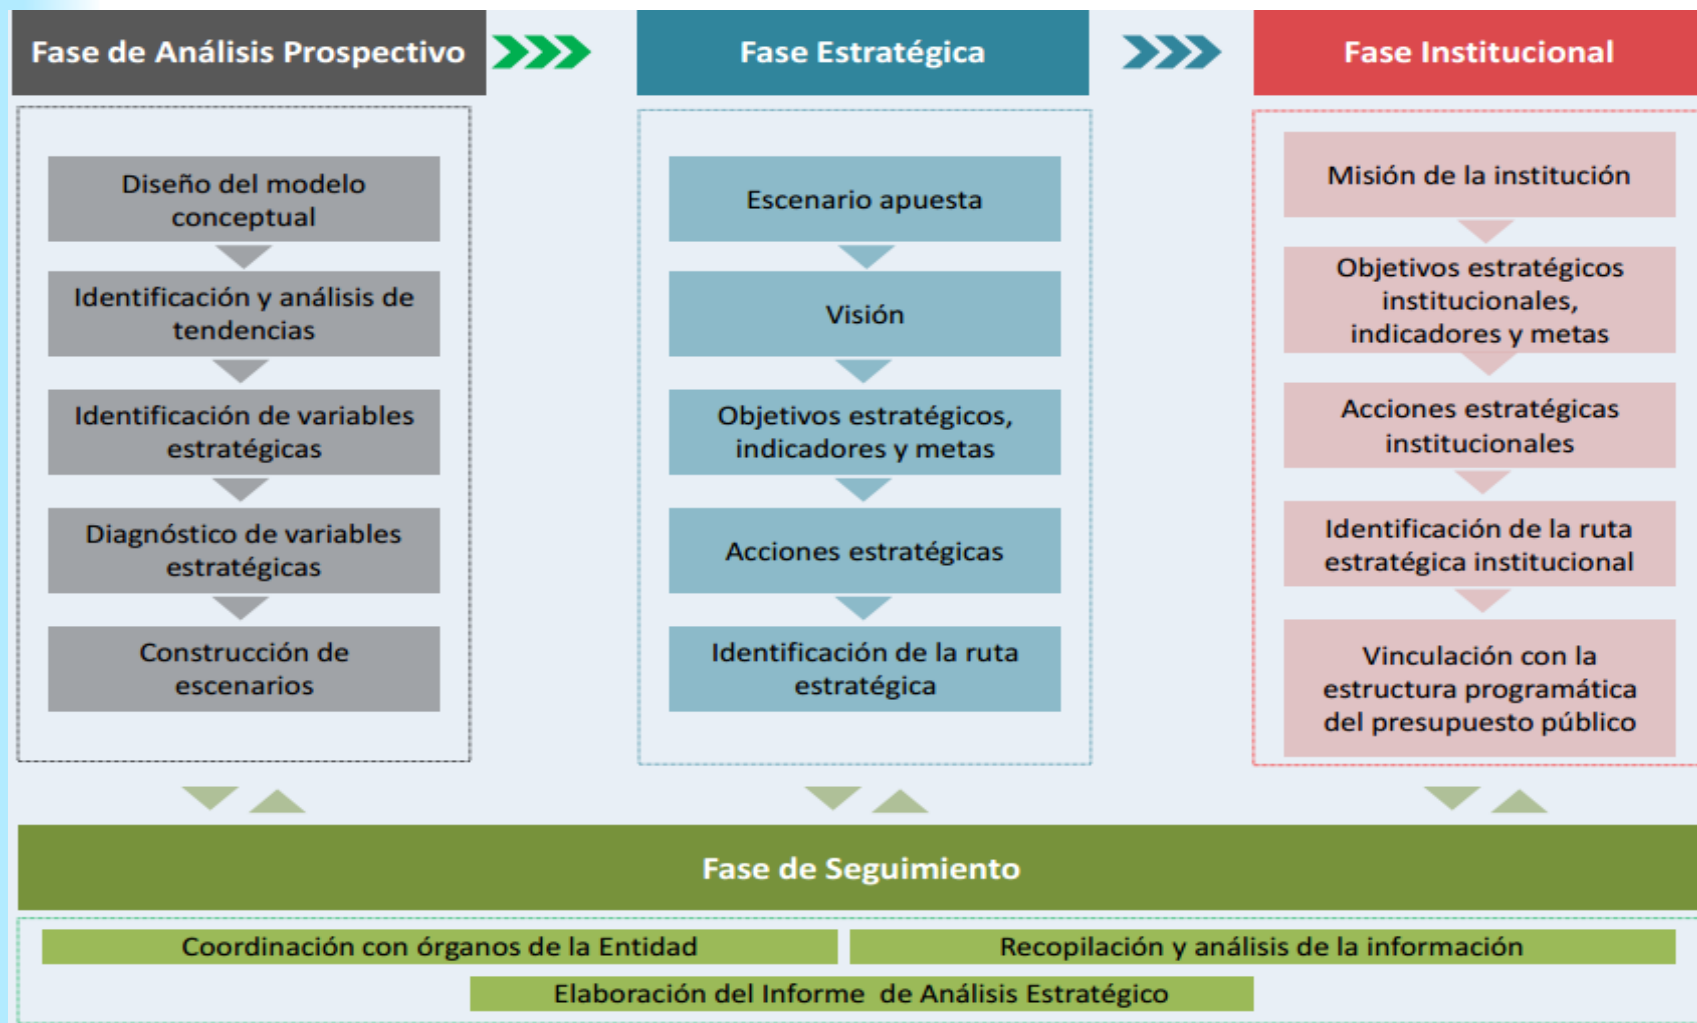 Fase de Análisis Prospectivo
Fase Estratégica
Fase Institucional
Diseño del modelo
conceptual
Identificación y análisis de
tendencias
Identificación de variables
estratégicas
Diagnóstico de variables
estratégicas
Construcción de
escenarios
Escenario apuesta
Visión
Objetivos estratégicos,
indicadores y metas
Acciones estratégicas
Identificación de la ruta
estratégica
Misión de la institución
Objetivos estratégicos
institucionales,
indicadores y metas
Acciones estratégicas
institucionales
Identificación de la ruta
estratégica institucional
Vinculación con la
estructura programática
del presupuesto público
Fase de Seguimiento
Coordinación con órganos de la Entidad
Recopilación y análisis de la información
Elaboración del Informe de Análisis Estratégico